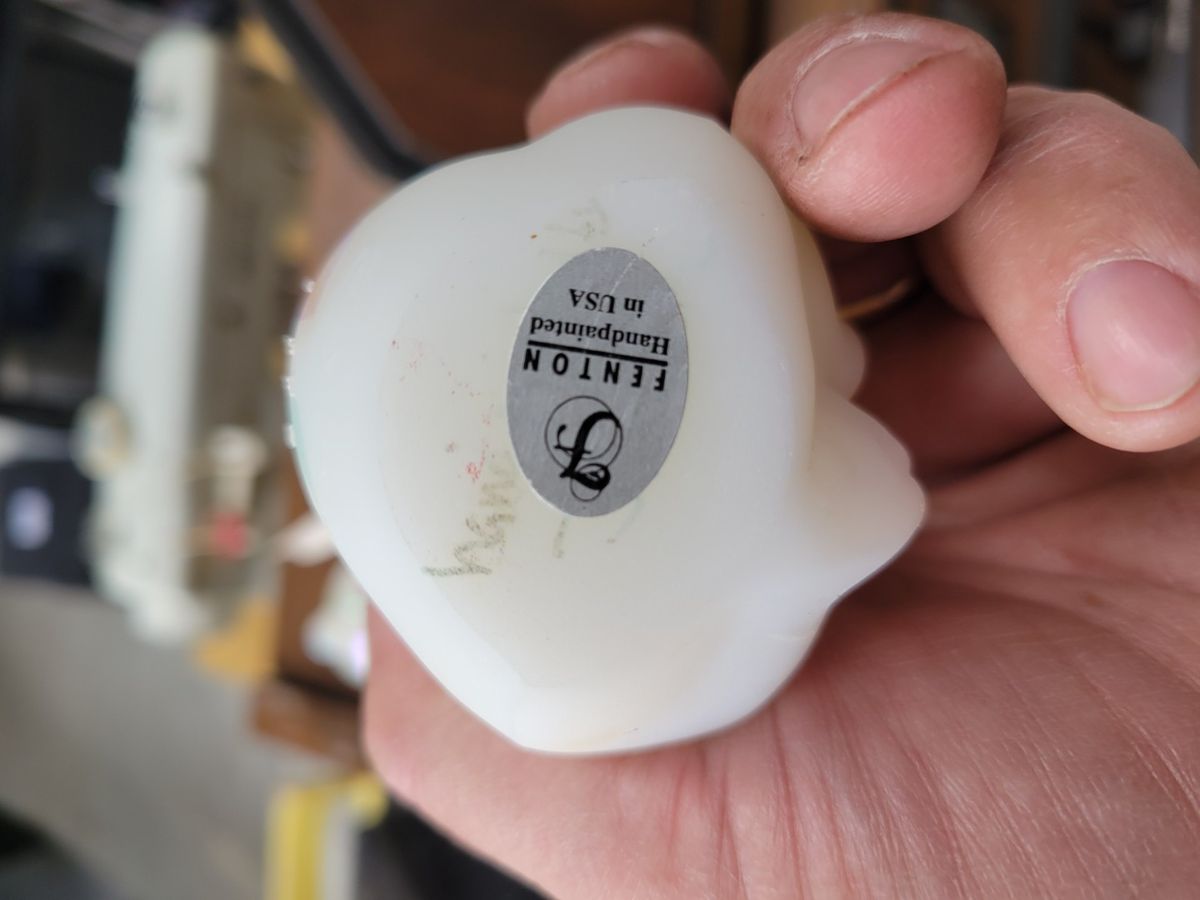 F
FENTON
Handpainted
in USA